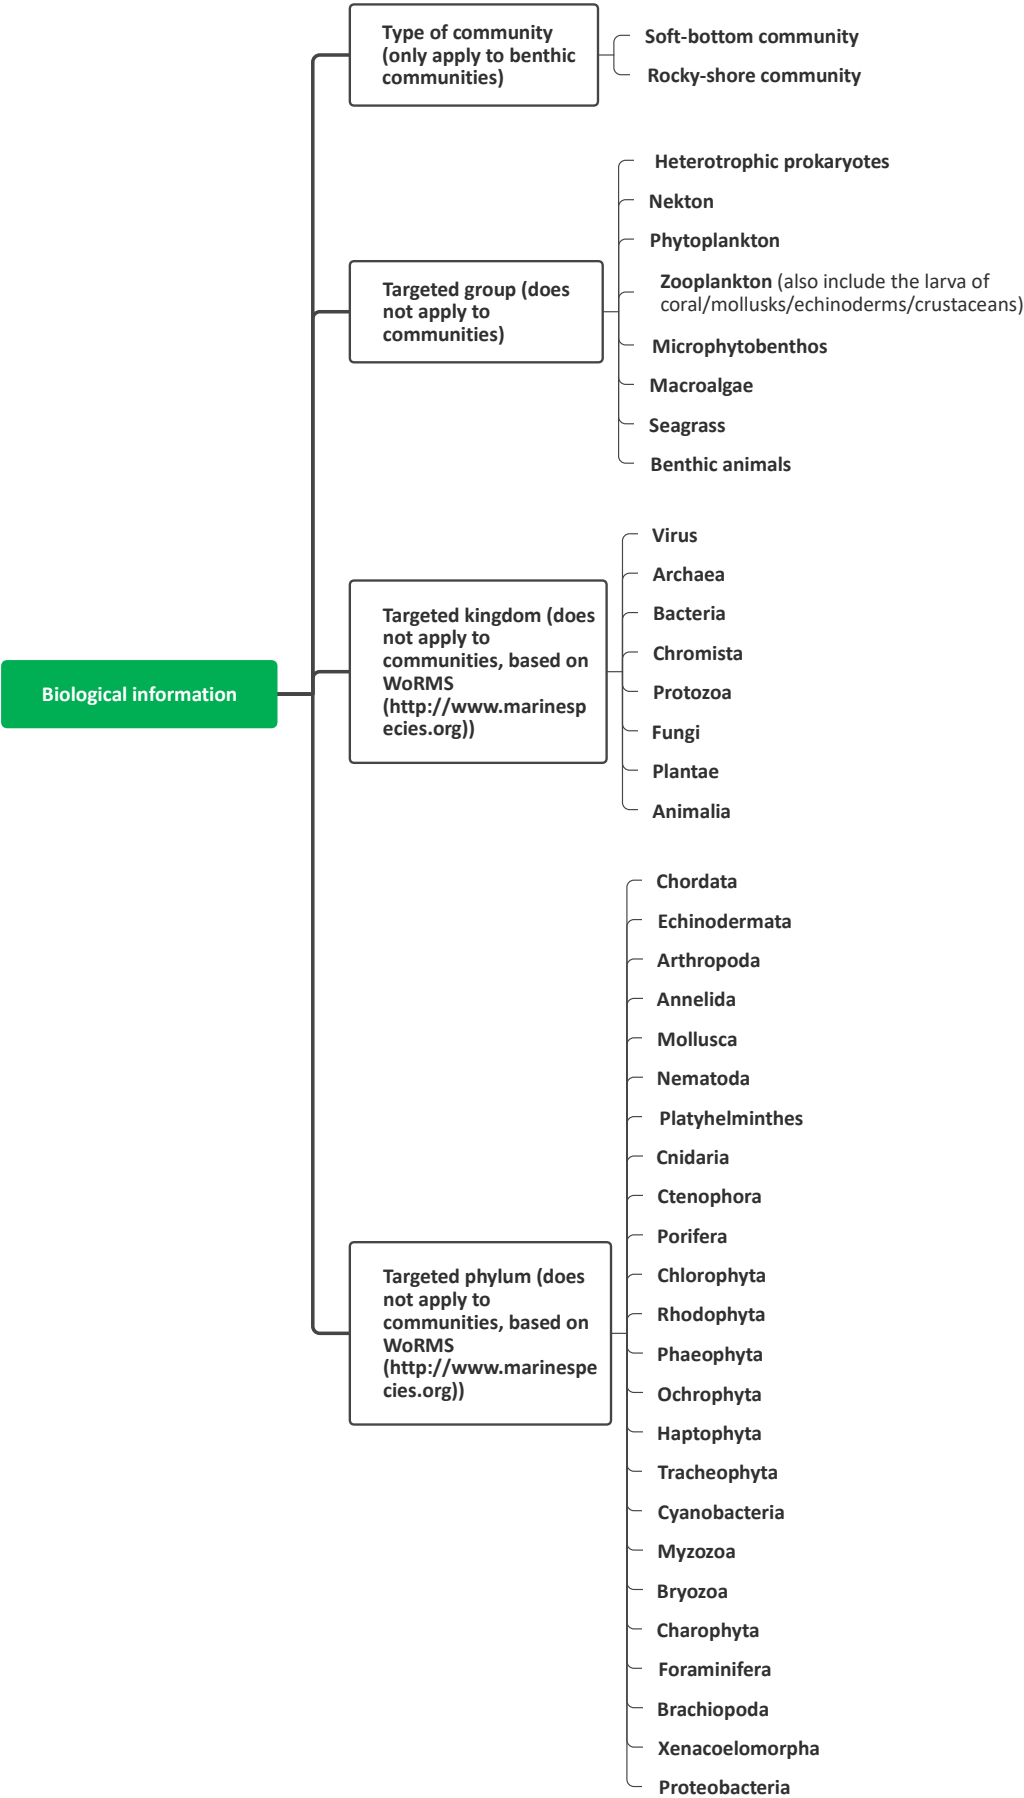 Type of community
(only apply to benthic
communities)
Soft-bottom community
Rocky-shore community
Heterotrophic prokaryotes
Nekton
Phytoplankton
Zooplankton (also include the larva of
coral/mollusks/echinoderms/crustaceans)
Microphytobenthos
Macroalgae
Seagrass
Benthic animals
Targeted group (does
not apply to
communities)
Virus
Archaea
Bacteria
Chromista
Protozoa
Fungi
Plantae
Animalia
Targeted kingdom (does
not apply to
communities, based on
WoRMS
(http://www.marinesp
ecies.org))
Biological information
Chordata
Echinodermata
Arthropoda
Annelida
Mollusca
Nematoda
Platyhelminthes
Cnidaria
Ctenophora
Porifera
Chlorophyta
Rhodophyta
Phaeophyta
Ochrophyta
Haptophyta
Tracheophyta
Cyanobacteria
Myzozoa
Bryozoa
Charophyta
Foraminifera
Brachiopoda
Xenacoelomorpha
Proteobacteria
Targeted phylum (does
not apply to
communities, based on
WoRMS
(http://www.marinespe
cies.org))